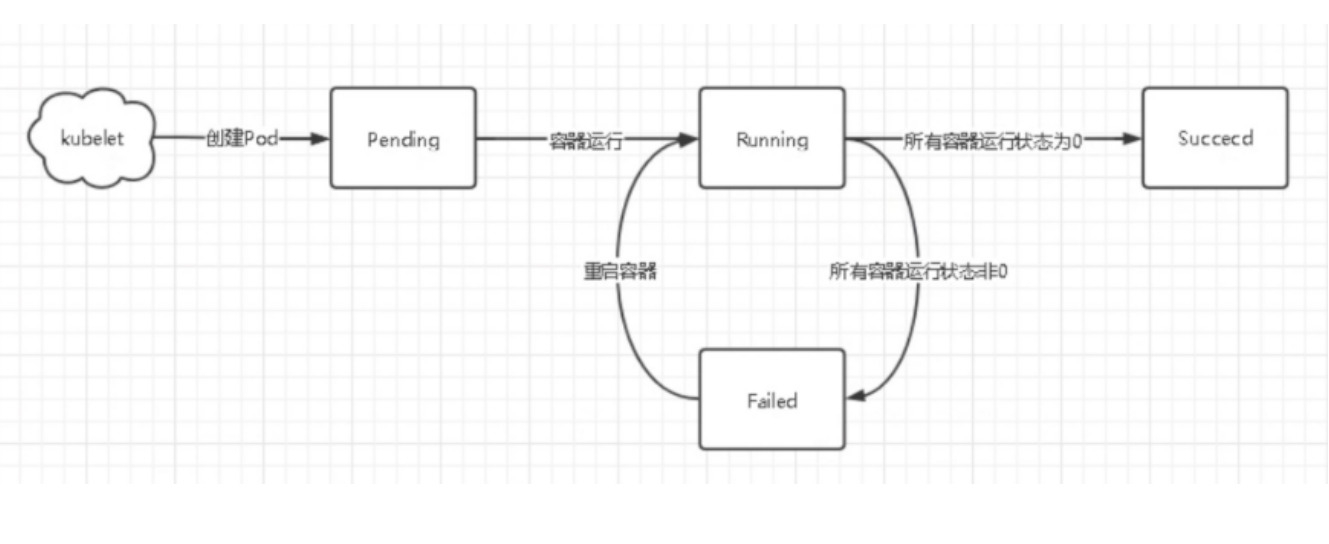 kubelet
创建Pod
Pending
容器运行
Running
所有容器运行状态为0
Succecd
重启容器
所有容器运行状态非0
Failed